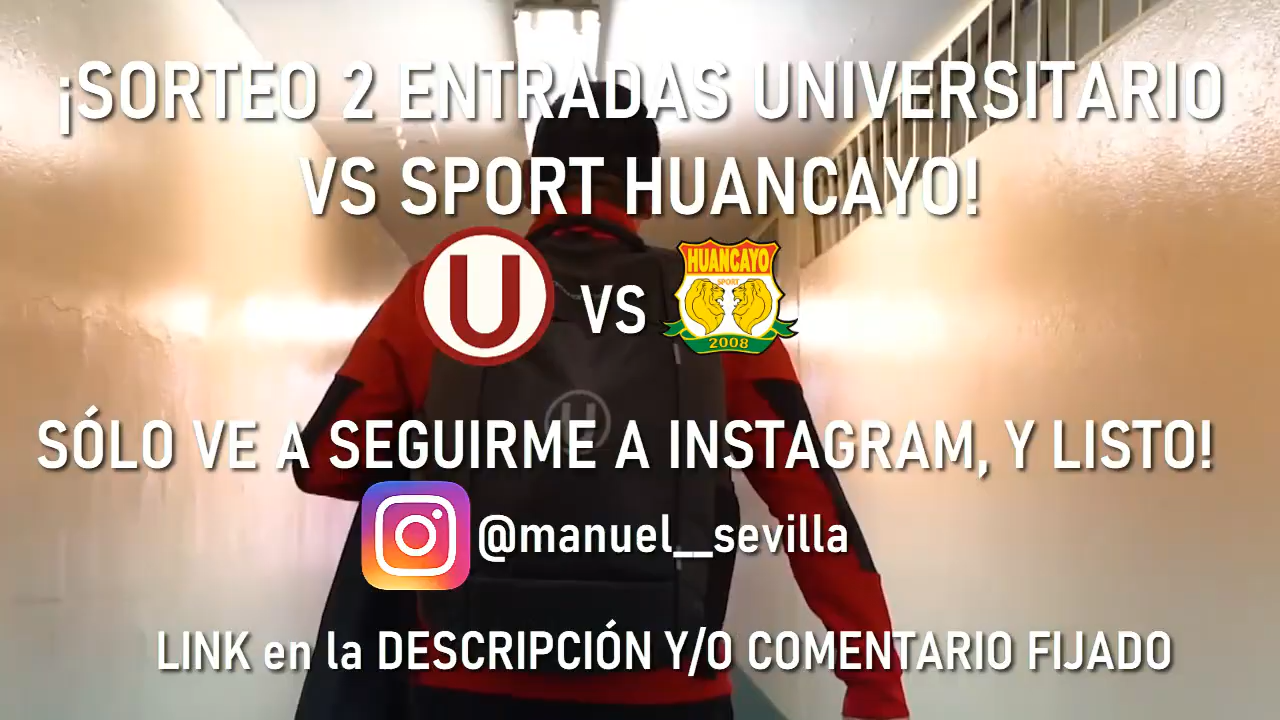 ¡SORTEO 2 ENTRADAS UNIVERSITARIO
VS SPORT HUANCAYO!
U VS HUANCAYO
SPORT
2008
U
SÓLO VE A SEGUIRME A INSTAGRAM, Y LISTO!
@manuel__sevilla
LINK en la DESCRIPCIÓN Y/O COMENTARIO FIJADO